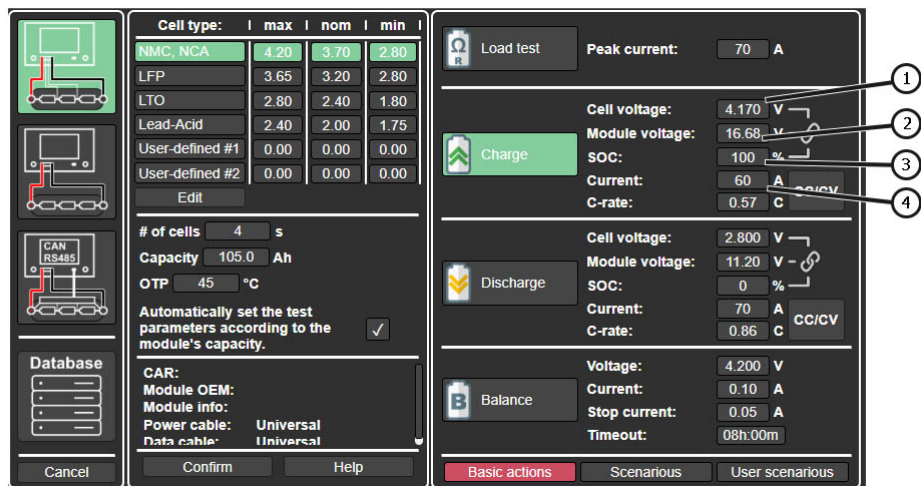 CAN
RS485
Database
Cancel
Cell type: max nom min
NMC, NCA 4.20 3.70 2.80
LFP 3.65 3.20 2.80
LTO 2.80 2.40 1.80
Lead-Acid 2.40 2.00 1.75
User-defined #1 0.00 0.00 0.00
User-defined #2 0.00 0.00 0.00
Edit
# of cells 4 s
Capacity 105.0 Ah
OTP 45 °C
Automatically set the test
parameters according to the
module's capacity.
CAR:
Module OEM:
Module info:
Power cable: Universal
Data cable: Universal
Confirm Help
Ω
R
Load test
Peak current: 70 A
Charge
Cell voltage: 4.170 V
Module voltage: 16.68 V
SOC: 100 %
Current: 60 A
C-rate: 0.57 C
CC/CV
1
2
3
4
Discharge
Cell voltage: 2.800 V
Module voltage: 11.20 V
SOC: 0 %
Current: 70 A
C-rate: 0.86 C
CC/CV
B
Balance
Voltage: 4.200 V
Current: 0.10 A
Stop current: 0.05 A
Timeout: 08h:00m
Basic actions Scenarious User scenarious